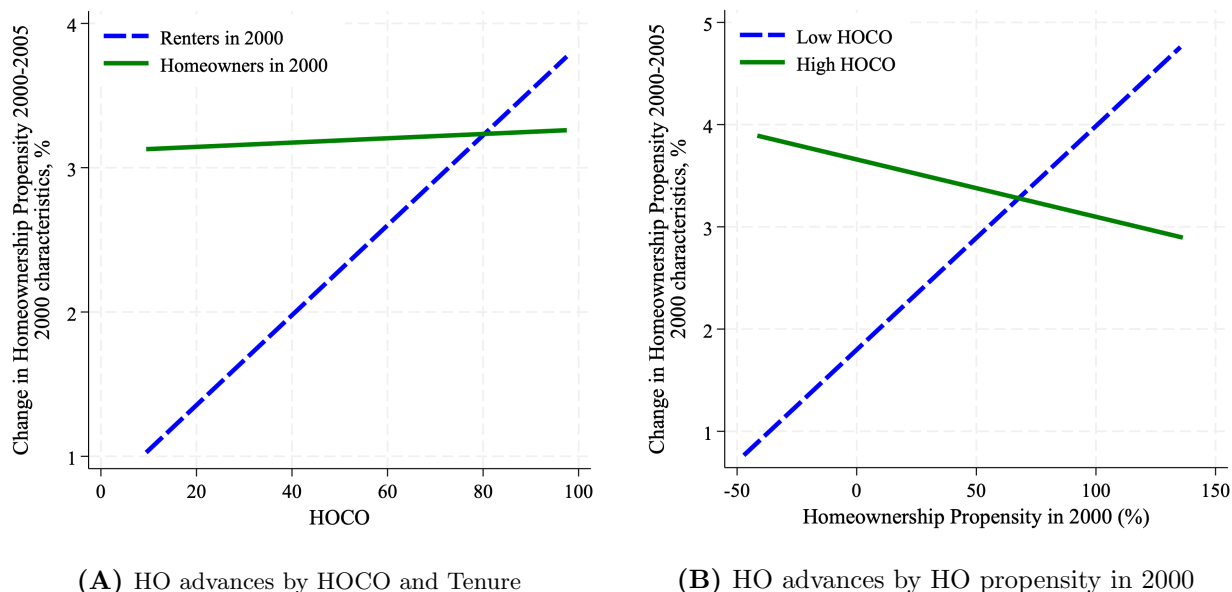 Change in Homeownership Propensity 2000-2005
2000 characteristics, %
4
3
2
1
Renters in 2000
Homeowners in 2000
0
20
40
60
80
100
HOCO
(A) HO advances by HOCO and Tenure
Change in Homeownership Propensity 2000-2005
2000 characteristics, %
5
4
3
2
1
Low HOCO
High HOCO
-50
0
50
100
150
Homeownership Propensity in 2000 (%)
(B) HO advances by HO propensity in 2000